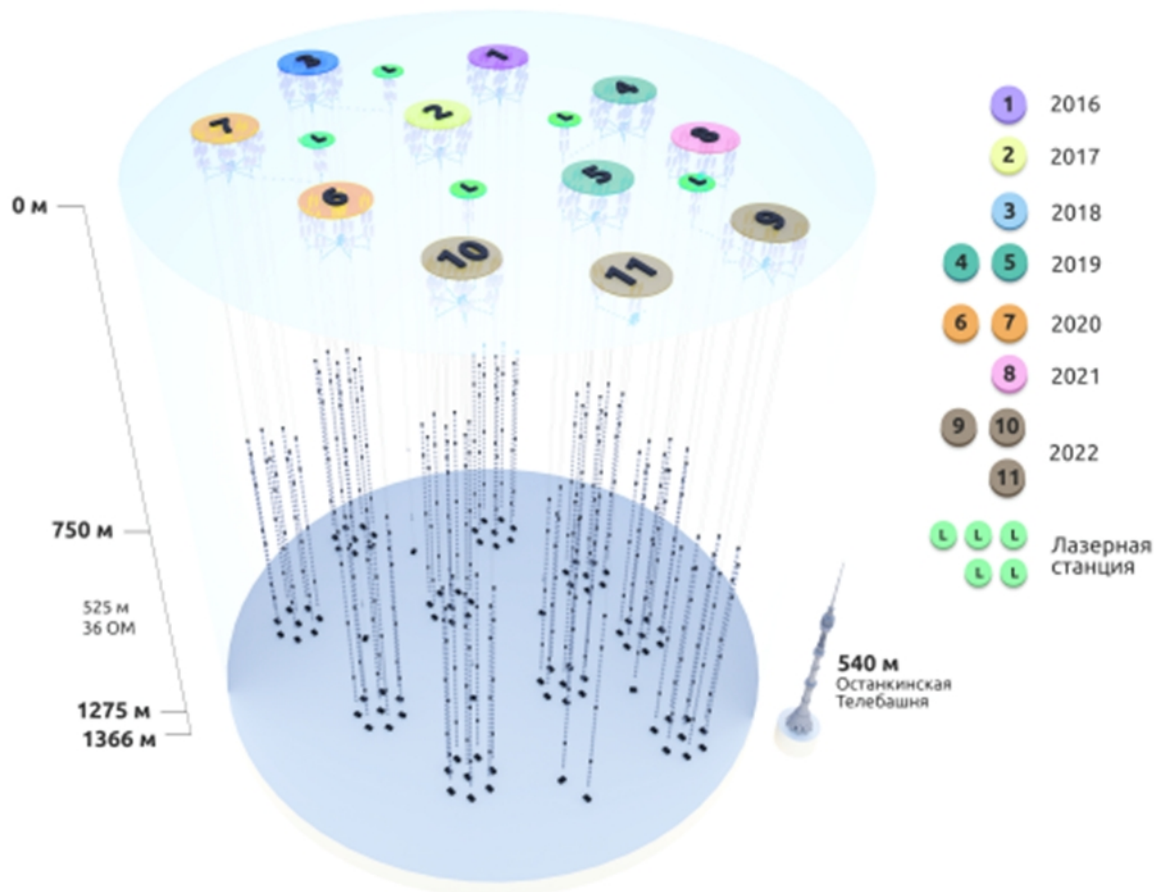 3
1
L
4
7
2
L
8
L
5
L
L
6
9
10
11
0 м
750 м
525 м
36 ОМ
1275 м
1366 м
540 м
Останкинская
Телебашня
1 2016
2 2017
3 2018
4 5 2019
6 7 2020
8 2021
9 10
11
2022
L L L
L L
Лазерная
станция